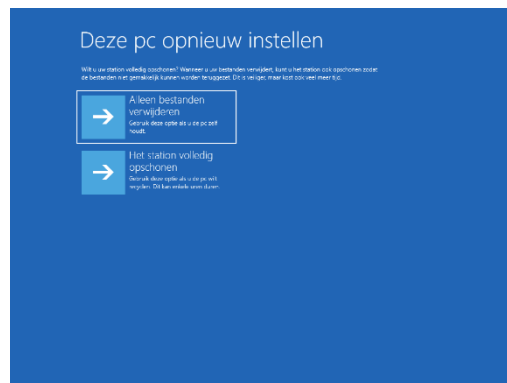 Deze pc opnieuw instellen
Wilt u uw station volledig opschonen? Wanneer u uw bestanden verwijdert, kunt u het station ook opschonen zodat
de bestanden niet gemakkelijk kunnen worden teruggezet. Dit is veiliger, maar kost ook veel meer tijd.
Alleen bestanden
verwijderen
Gebruik deze optie als u de pc zelf
houdt.
Het station volledig
opschonen
Gebruik deze optie als u de pc wilt
recyclen. Dit kan enkele uren duren.